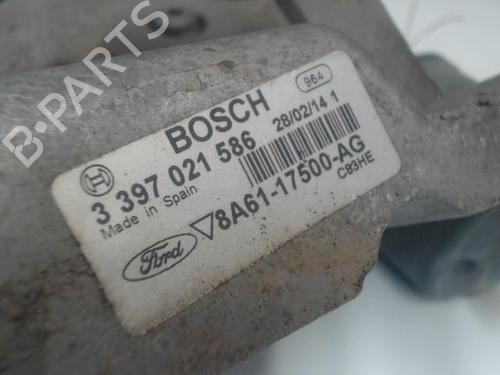 BOSCH
964
28/02/14 1
3 397 021 586
Made in Spain
Ford
8A61-17500-AG
C83HE
B-PARTS